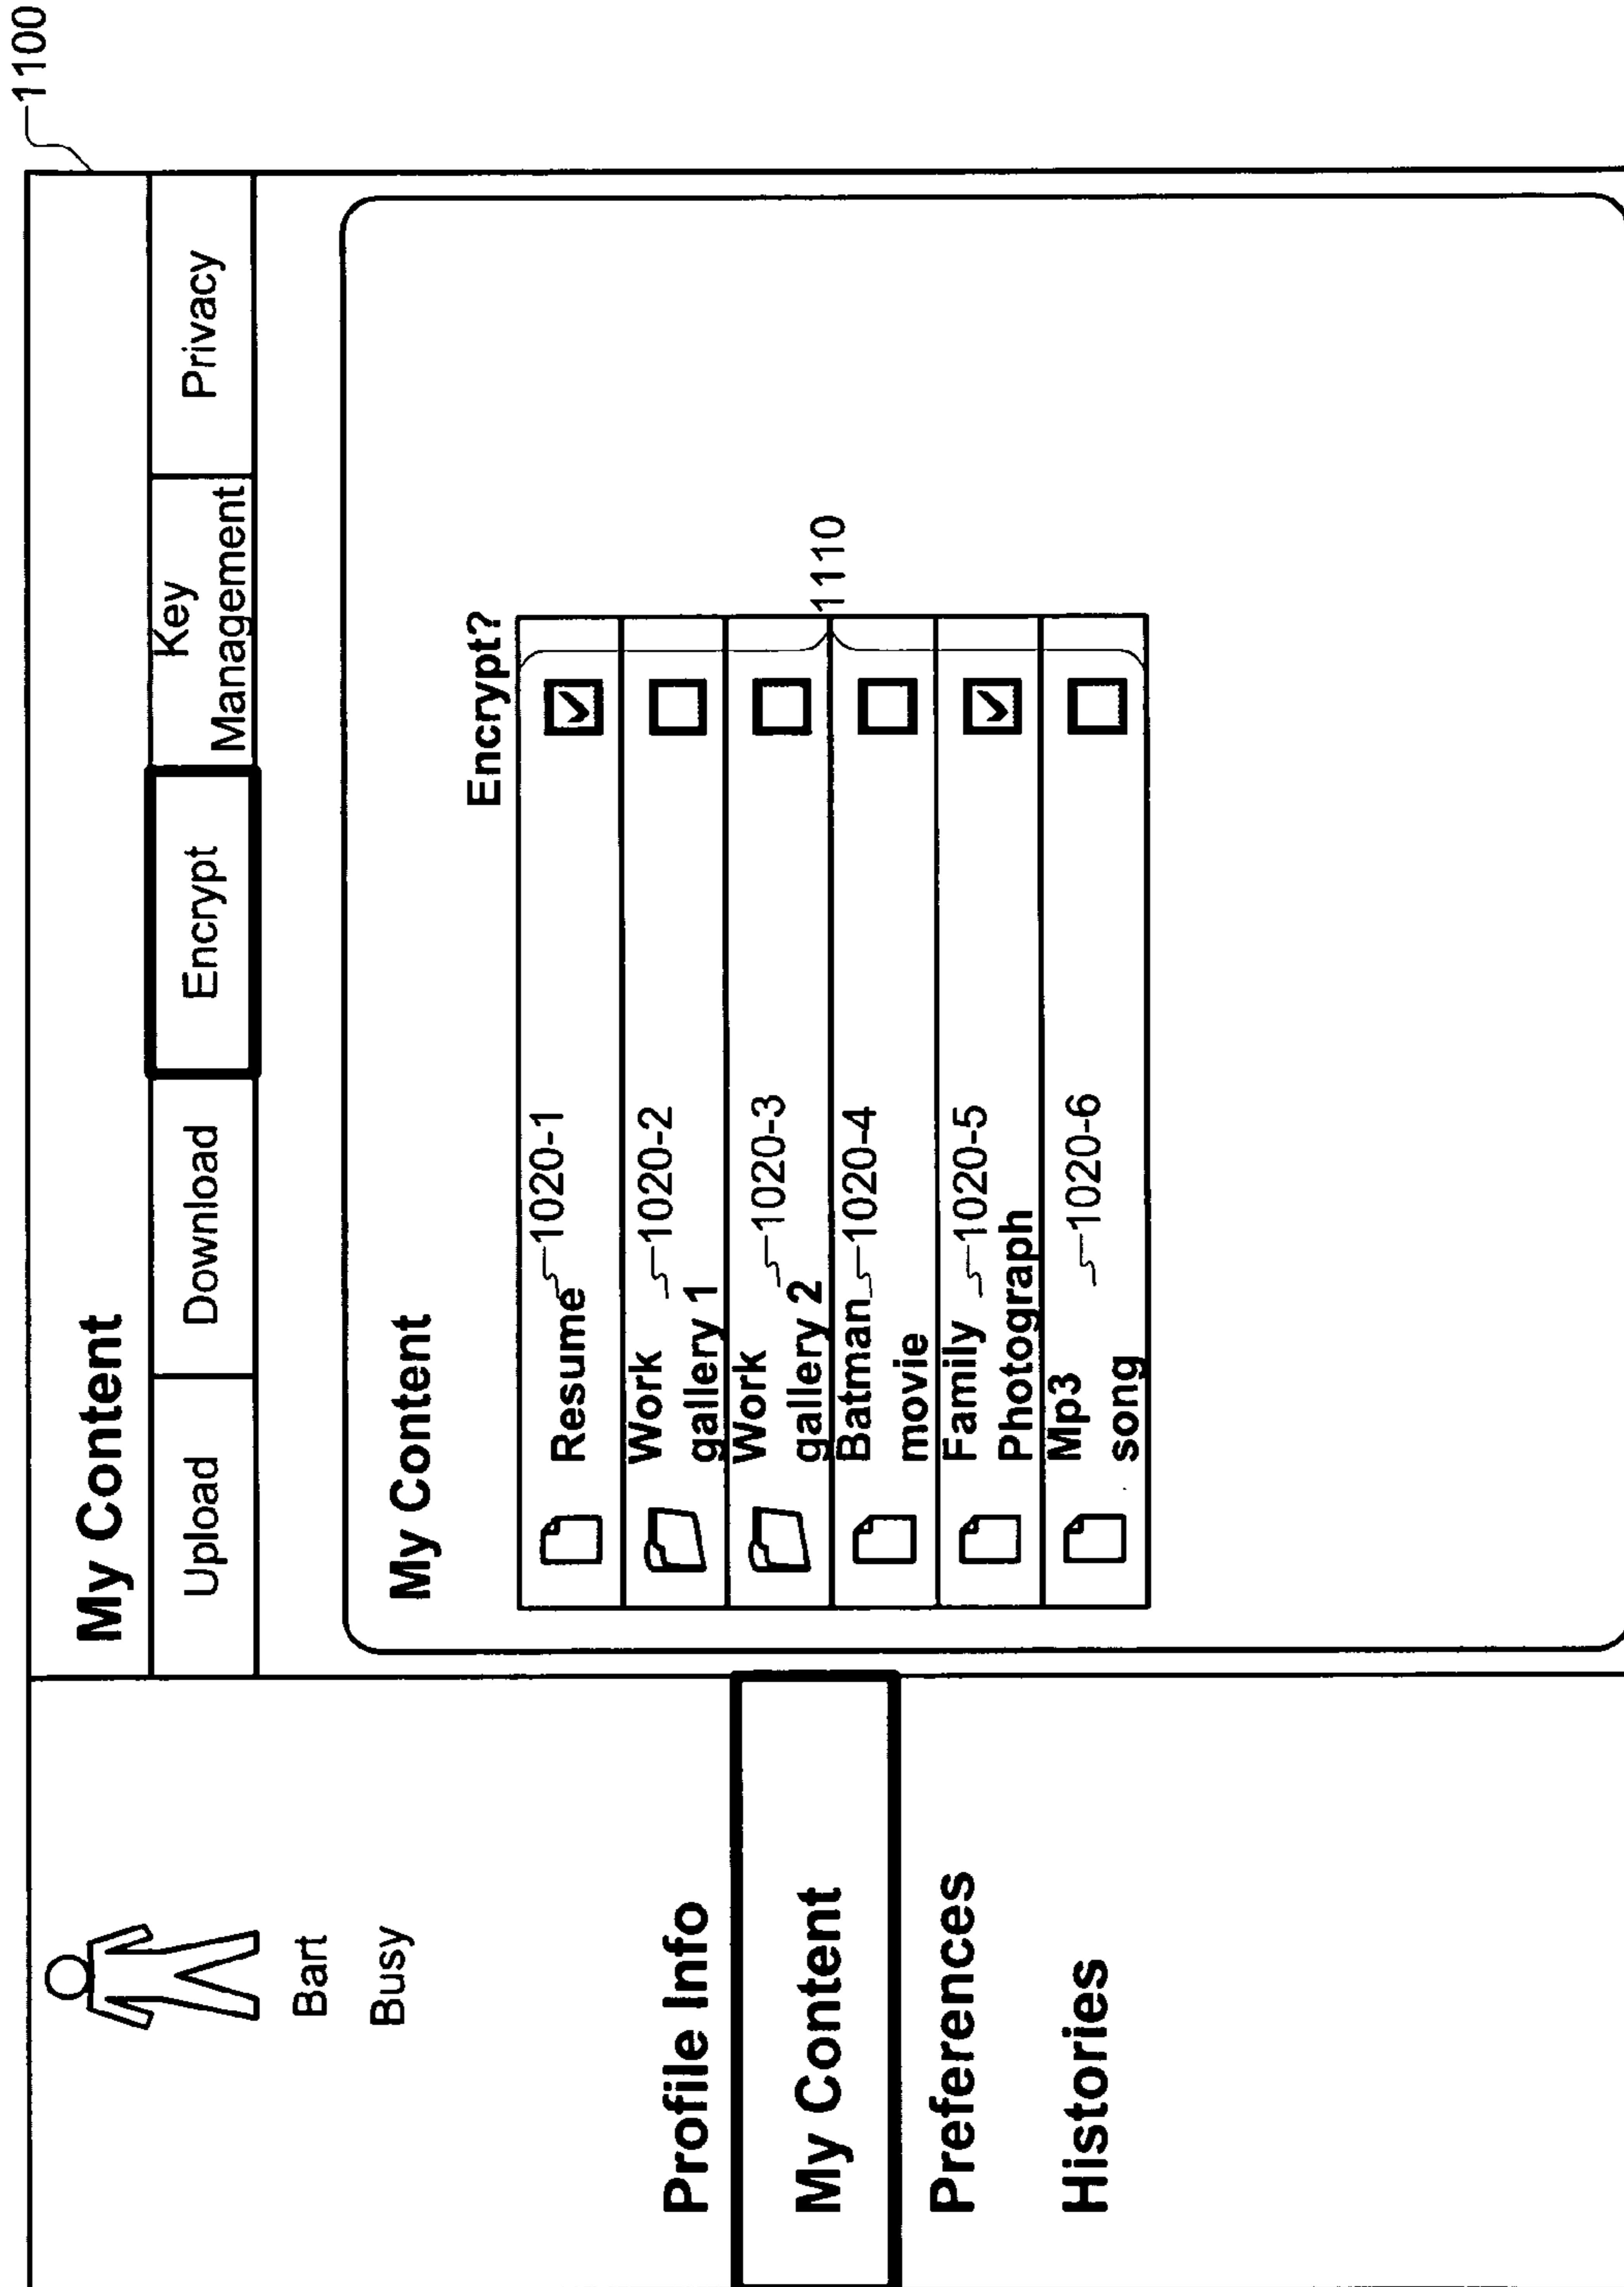 1100
Bart
Busy
Profile Info
My Content
Preferences
Histories
My Content
Upload
Download
Encrypt
Key
Management
Privacy
My Content
Encrypt?
Resume 1020-1
Work 1020-2
gallery 1
Work 1020-3
gallery 2
Batman 1020-4
movie
Family 1020-5
Photograph
Mp3 1020-6
song
1110